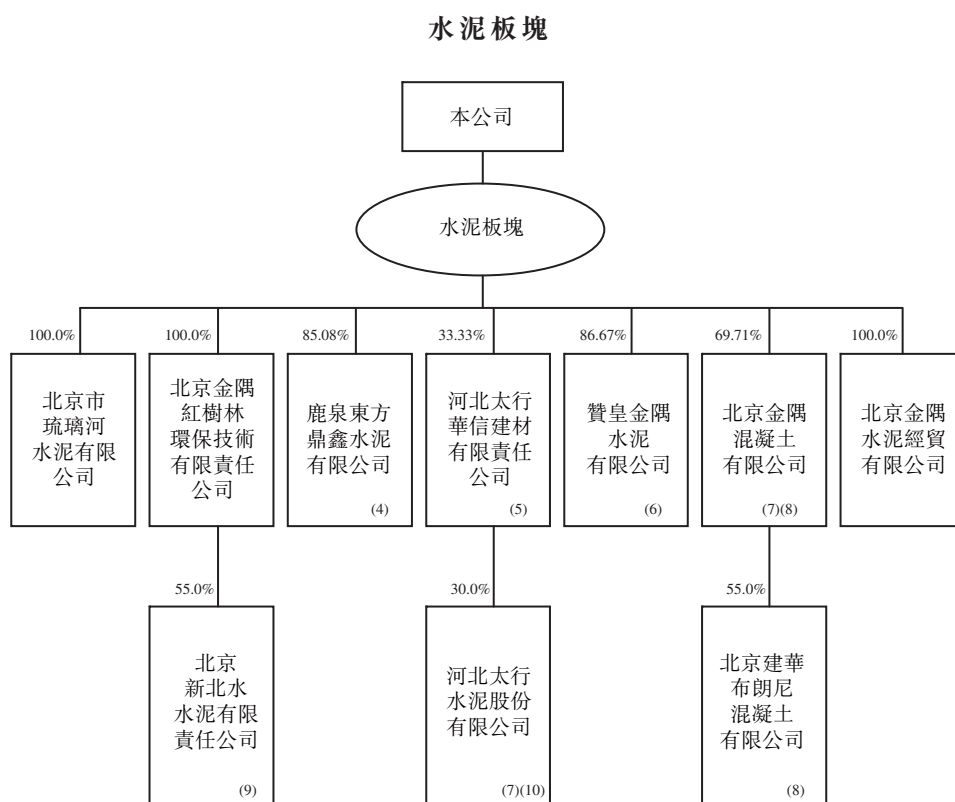 水泥板塊
本公司
水泥板塊
100.0%
100.0%
85.08%
33.33%
86.67%
69.71%
100.0%
北京市
琉璃河
水泥有限
公司
北京金隅
紅樹林
環保技術
有限責任
公司
鹿泉東方
鼎鑫水泥
有限公司
(4)
河北太行
華信建材
有限責任
公司
(5)
贊皇金隅
水泥
有限公司
(6)
北京金隅
混凝土
有限公司
(7)(8)
北京金隅
水泥經貿
有限公司
55.0%
30.0%
55.0%
北京
新北水
水泥有限
責任公司
(9)
河北太行
水泥股份
有限公司
(7)(10)
北京建華
布朗尼
混凝土
有限公司
(8)